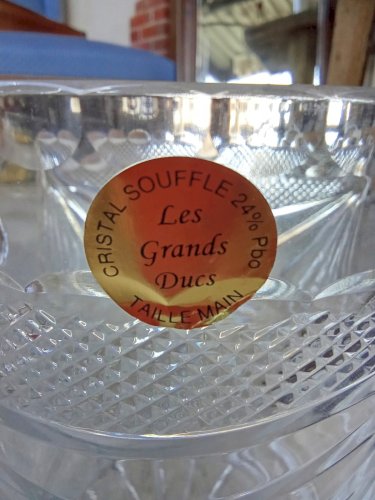 CRISTAL SOUFFLE 24% Pbo
Les
Grands
Ducs
TAILLE MAIN